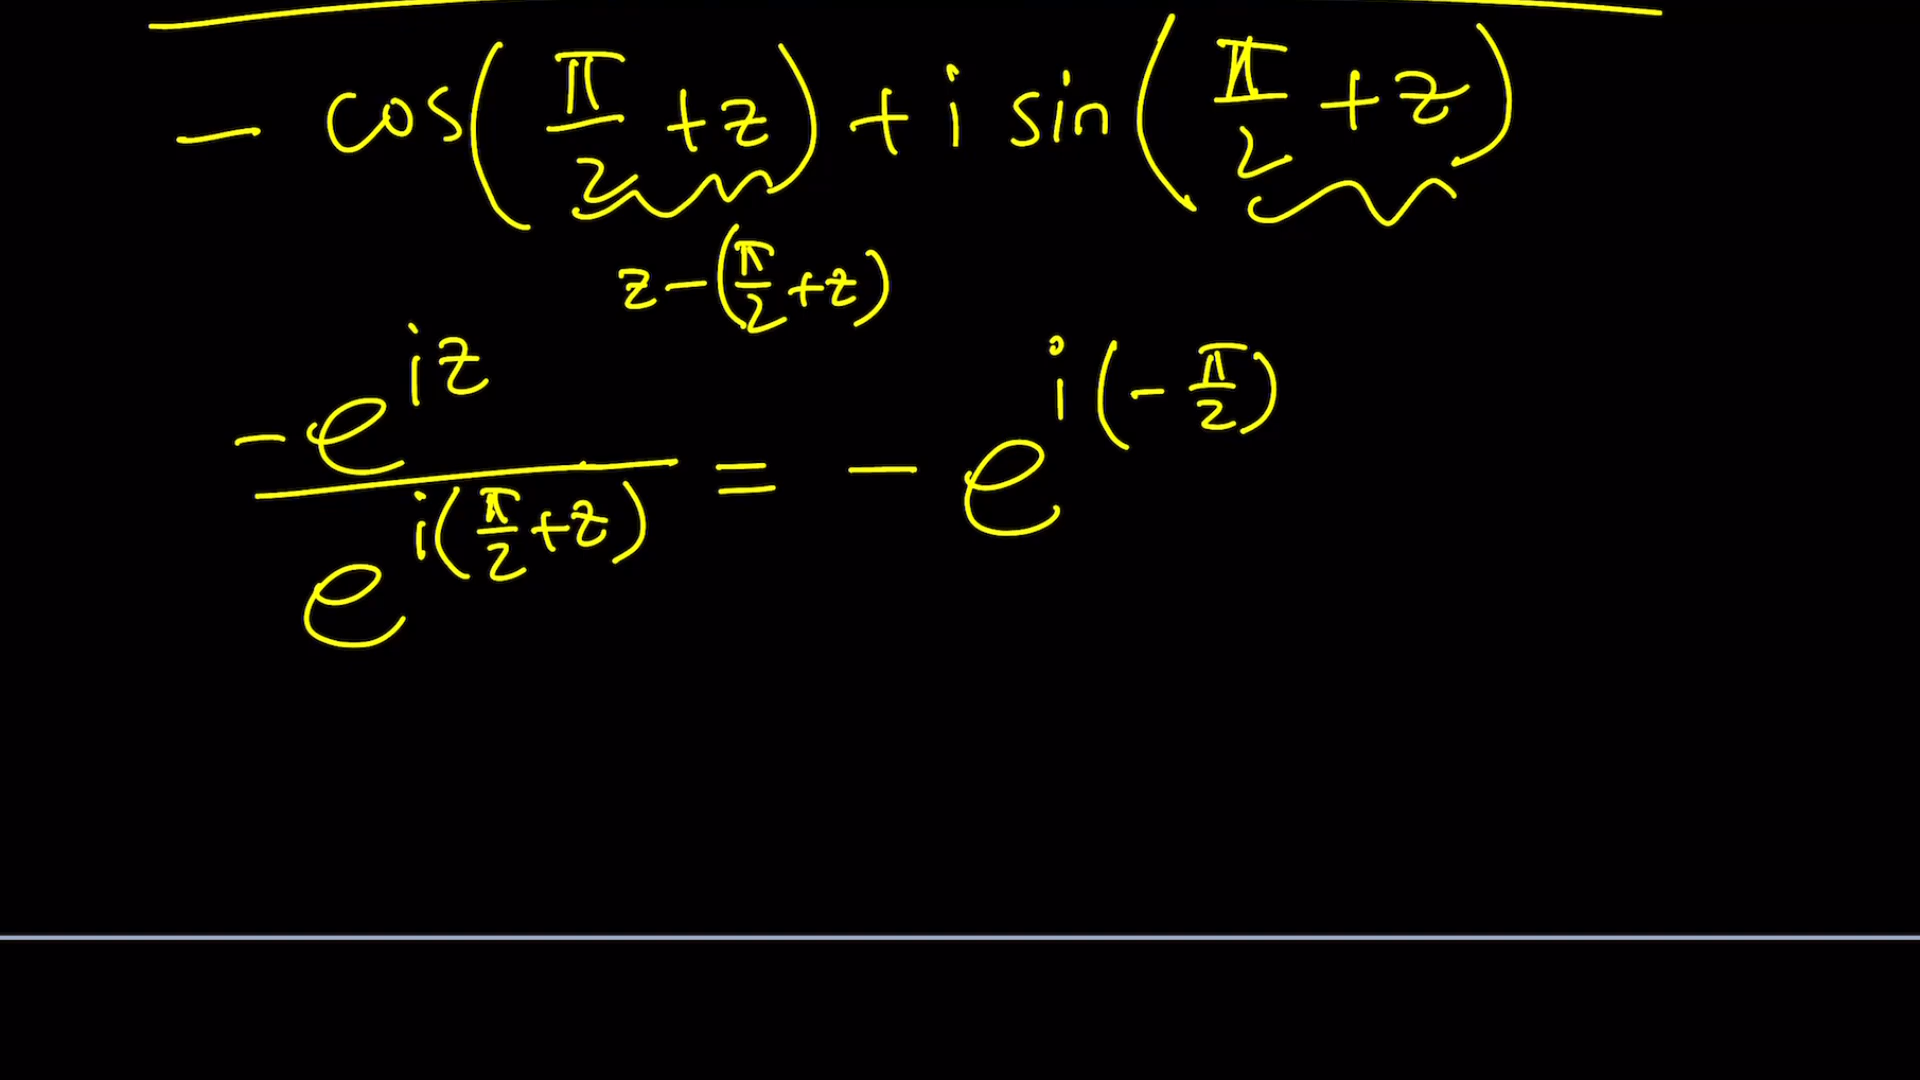 − cos(π/2 + z) + i sin(π/2 + z)
z − (π/2 + z)
−e^{iz} / e^{i(π/2 + z)} = − e^{i(−π/2)}